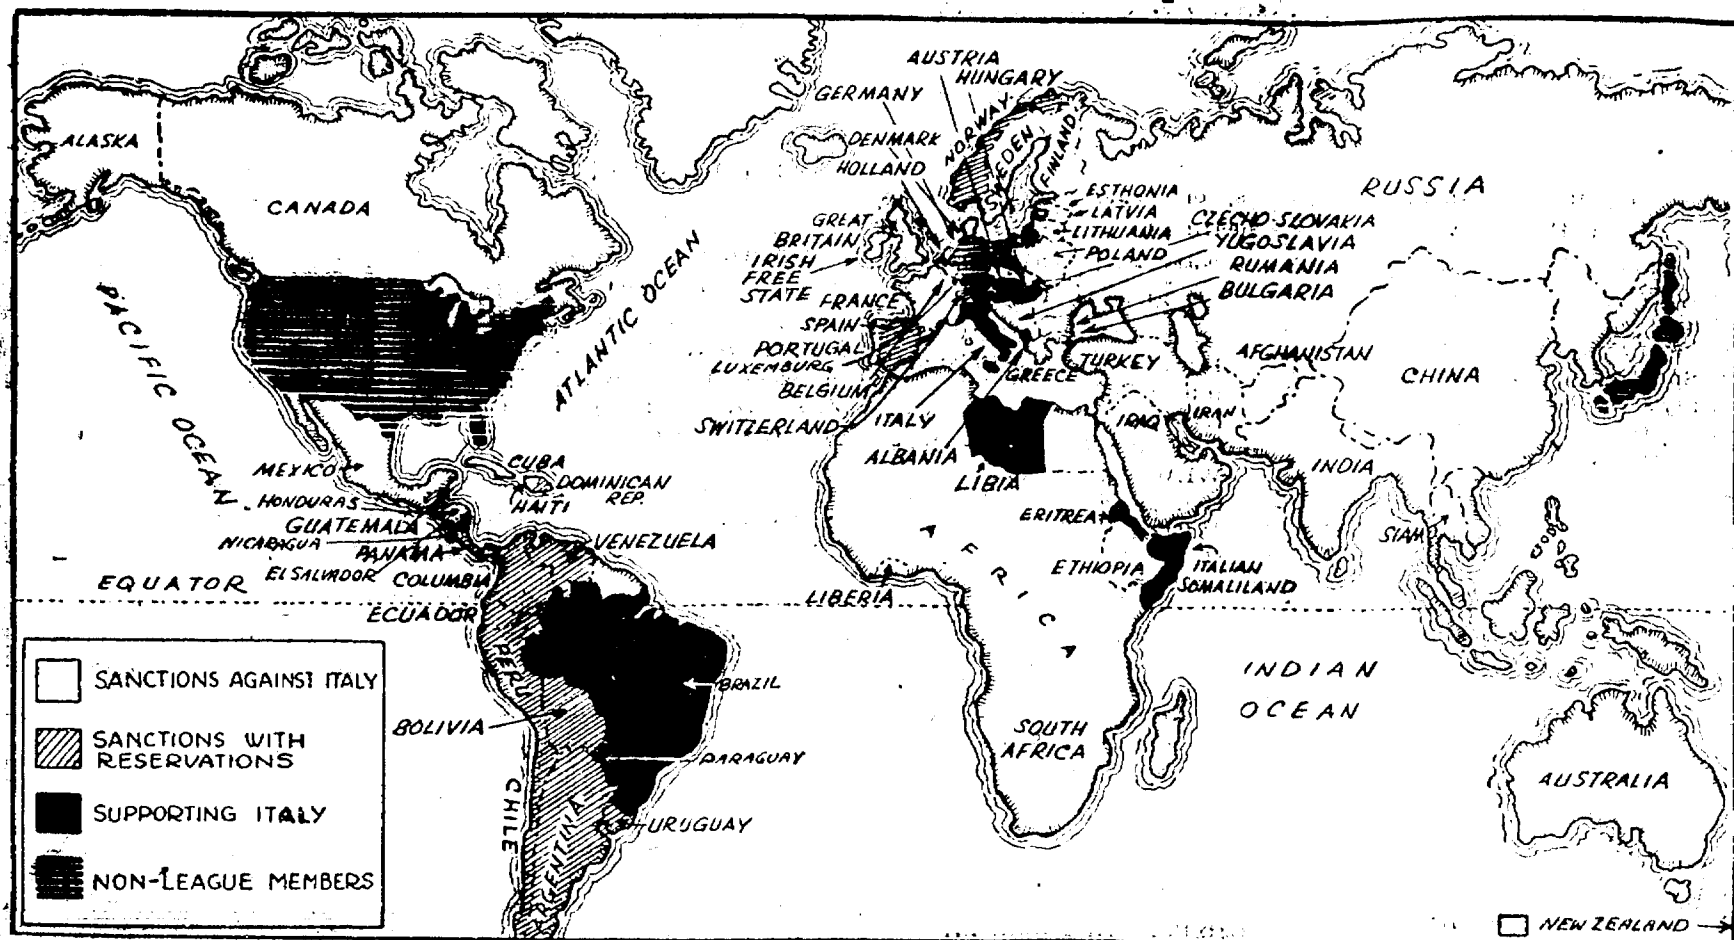 ALASKA
CANADA
PACIFIC OCEAN
ATLANTIC OCEAN
AUSTRIA
HUNGARY
GERMANY
DENMARK
HOLLAND
NORWAY
SWEDEN
FINLAND
RUSSIA
ESTHONIA
LATVIA
LITHUANIA
POLAND
CZECHO-SLOVAKIA
YUGOSLAVIA
RUMANIA
BULGARIA
GREAT
BRITAIN
IRISH
FREE
STATE
FRANCE
SPAIN
PORTUGAL
LUXEMBURG
BELGIUM
SWITZERLAND
ITALY
ALBANIA
GREECE
TURKEY
AFGHANISTAN
CHINA
IRAQ
IRAN
INDIA
SIAM
LIBIA
ERITREA
ETHIOPIA
ITALIAN
SOMALILAND
AFRICA
LIBERIA
SOUTH
AFRICA
MEXICO
CUBA
DOMINICAN
REP.
HAITI
HONDURAS
GUATEMALA
NICARAGUA
PANAMA
EL SALVADOR
COLUMBIA
VENEZUELA
EQUATOR
ECUADOR
PERU
BRAZIL
BOLIVIA
PARAGUAY
CHILE
ARGENTINA
URUGUAY
INDIAN
OCEAN
AUSTRALIA
NEW ZEALAND
SANCTIONS AGAINST ITALY
SANCTIONS WITH
RESERVATIONS
SUPPORTING ITALY
NON-LEAGUE MEMBERS